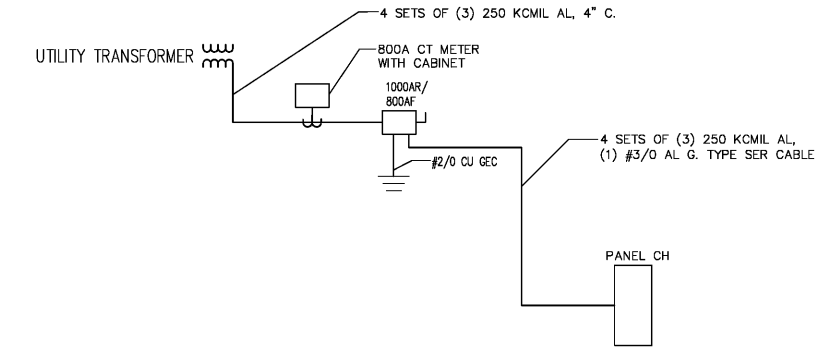 4 SETS OF (3) 250 KCMIL AL, 4" C.
UTILITY TRANSFORMER
800A CT METER
WITH CABINET
1000AR/
800AF
4 SETS OF (3) 250 KCMIL AL,
(1) #3/0 AL G. TYPE SER CABLE
#2/0 CU GEC
PANEL CH